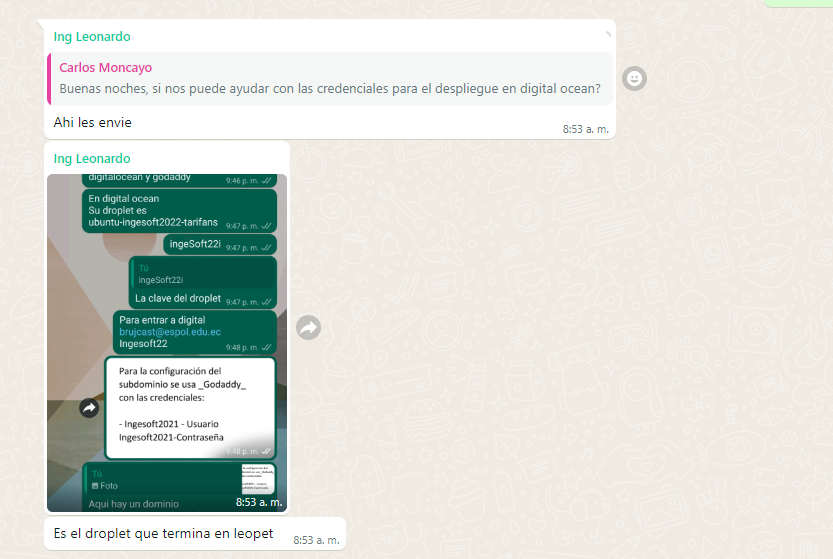 Ing Leonardo
Carlos Moncayo
Buenas noches, si nos puede ayudar con las credenciales para el despliegue en digital ocean?
Ahi les envie
8:53 a. m.
Ing Leonardo
digitalocean y godaddy
9:46 p. m.
En digital ocean
Su droplet es
ubuntu-ingesoft2022-tarifans
9:47 p. m.
ingeSoft22i
9:47 p. m.
Tú
ingeSoft22i
La clave del droplet
9:47 p. m.
Para entrar a digital
brujcast@espol.edu.ec
Ingesoft22
9:48 p. m.
Para la configuración del
subdominio se usa _Godaddy_
con las credenciales:
- Ingesoft2021 - Usuario
Ingesoft2021-Contraseña
9:48 p. m.
Tú
Foto
Aqui hay un dominio
8:53 a. m.
Es el droplet que termina en leopet
8:53 a. m.